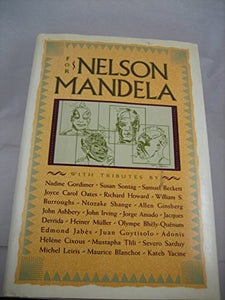 FOR
NELSON
MANDELA
WITH TRIBUTES BY
Nadine Gordimer • Susan Sontag • Samuel Beckett
Joyce Carol Oates • Richard Howard • William S.
Burroughs • Ntozake Shange • Allen Ginsberg
John Ashbery • John Irving • Jorge Amado • Jacques
Derrida • Heiner Müller • Olympe Bhêly-Quénum
Edmond Jabès • Juan Goytisolo • Adonis
Hélène Cixous • Mustapha Tlili • Severo Sarduy
Michel Leiris • Maurice Blanchot • Kateb Yacine